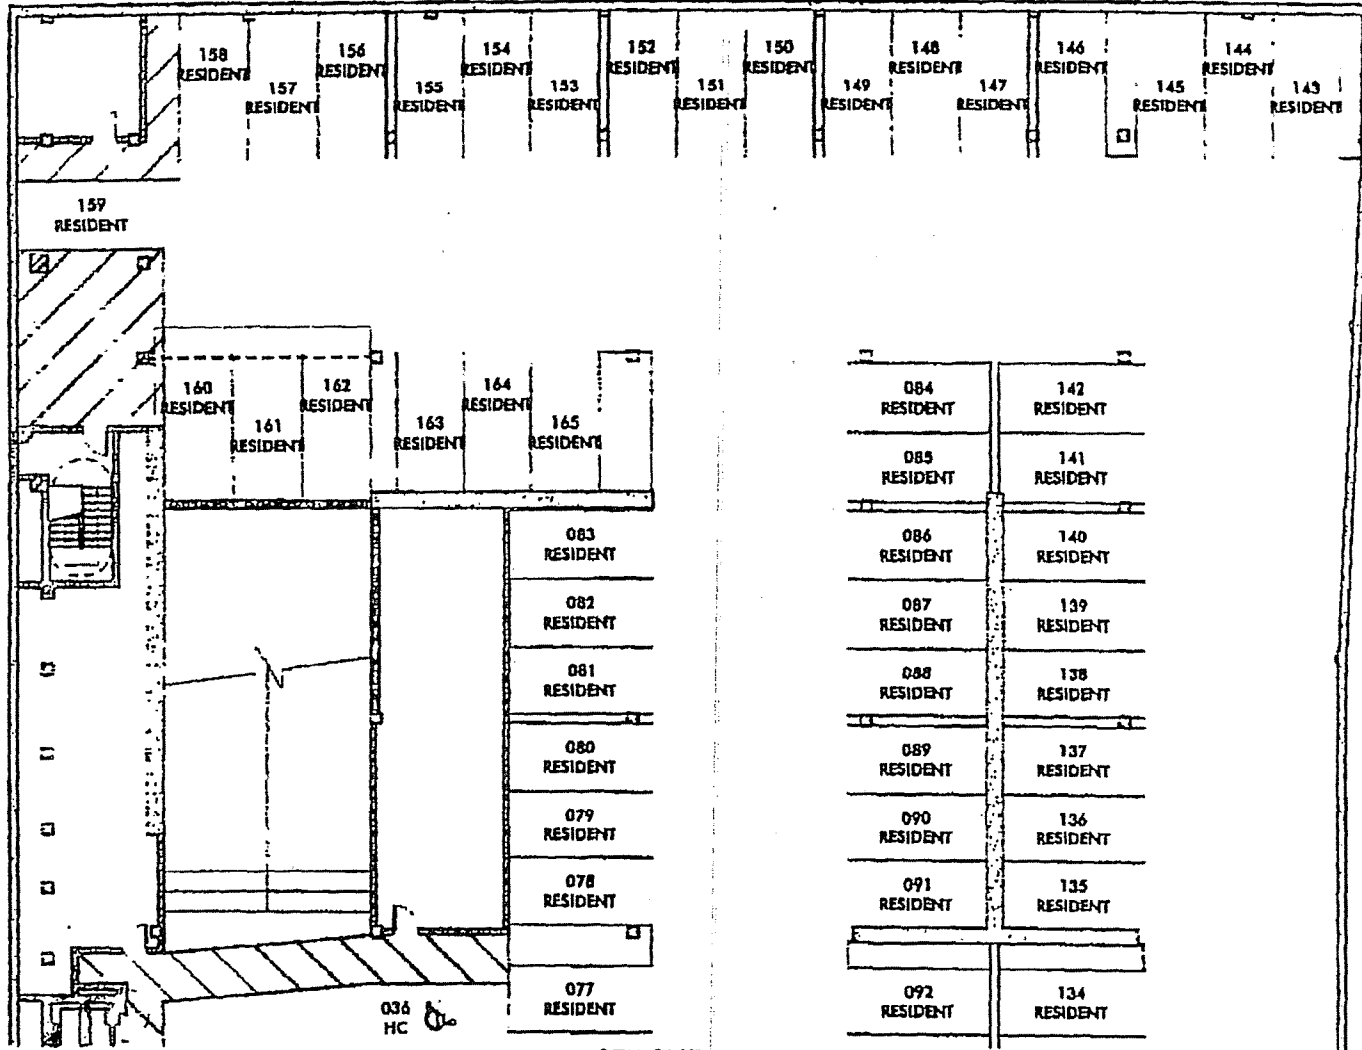 158
RESIDENT
157
RESIDENT
156
RESIDENT
155
RESIDENT
154
RESIDENT
153
RESIDENT
152
RESIDENT
151
RESIDENT
150
RESIDENT
149
RESIDENT
148
RESIDENT
147
RESIDENT
146
RESIDENT
145
RESIDENT
144
RESIDENT
143
RESIDENT
159
RESIDENT
160
RESIDENT
161
RESIDENT
162
RESIDENT
163
RESIDENT
164
RESIDENT
165
RESIDENT
084
RESIDENT
142
RESIDENT
085
RESIDENT
141
RESIDENT
083
RESIDENT
086
RESIDENT
140
RESIDENT
082
RESIDENT
087
RESIDENT
139
RESIDENT
081
RESIDENT
088
RESIDENT
138
RESIDENT
080
RESIDENT
089
RESIDENT
137
RESIDENT
079
RESIDENT
090
RESIDENT
136
RESIDENT
078
RESIDENT
091
RESIDENT
135
RESIDENT
077
RESIDENT
092
RESIDENT
134
RESIDENT
036
HC